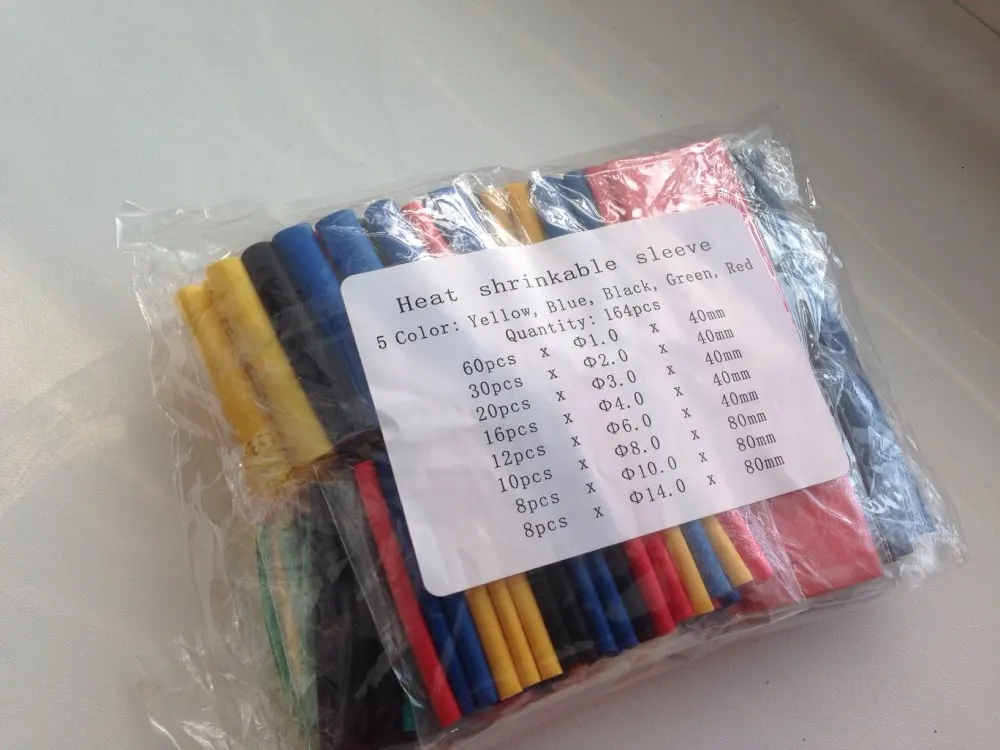 Heat shrinkable sleeve
5 Color: Yellow, Blue, Black, Green, Red
Quantity: 164pcs
60pcs x Φ1.0 x 40mm
30pcs x Φ2.0 x 40mm
20pcs x Φ3.0 x 40mm
16pcs x Φ4.0 x 40mm
12pcs x Φ6.0 x 40mm
10pcs x Φ8.0 x 80mm
8pcs x Φ10.0 x 80mm
8pcs x Φ14.0 x 80mm